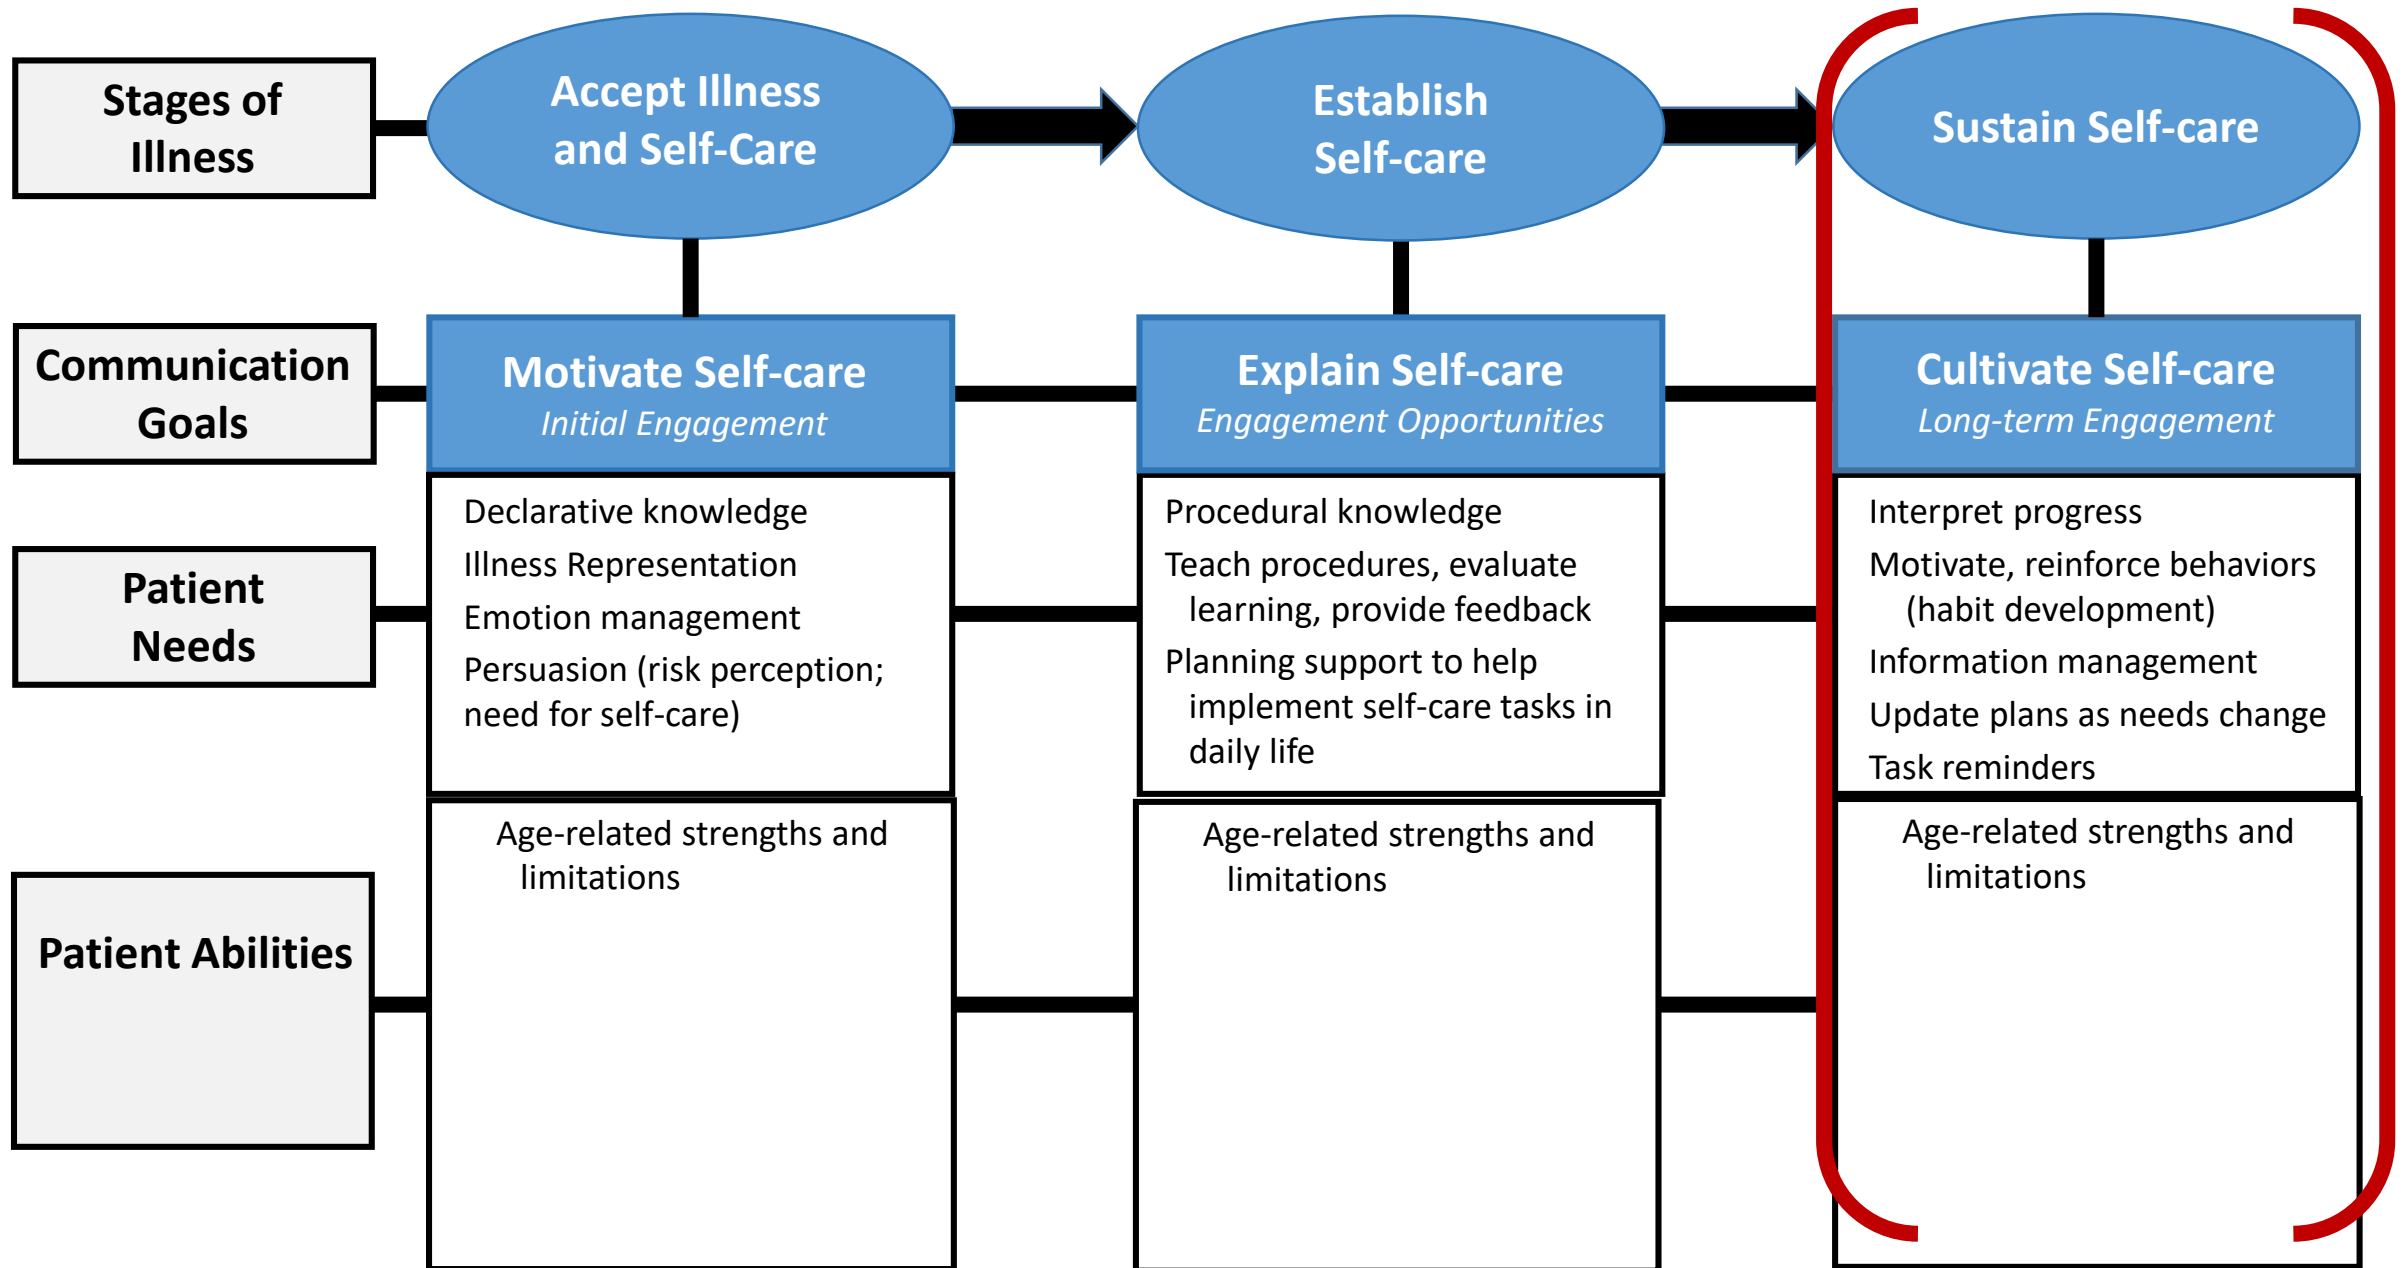 Stages of
Illness
Accept Illness
and Self-Care
Establish
Self-care
Sustain Self-care
Communication
Goals
Motivate Self-care
Initial Engagement
Explain Self-care
Engagement Opportunities
Cultivate Self-care
Long-term Engagement
Patient
Needs
Declarative knowledge
Illness Representation
Emotion management
Persuasion (risk perception;
need for self-care)
Procedural knowledge
Teach procedures, evaluate
learning, provide feedback
Planning support to help
implement self-care tasks in
daily life
Interpret progress
Motivate, reinforce behaviors
(habit development)
Information management
Update plans as needs change
Task reminders
Patient Abilities
Age-related strengths and
limitations
Age-related strengths and
limitations
Age-related strengths and
limitations